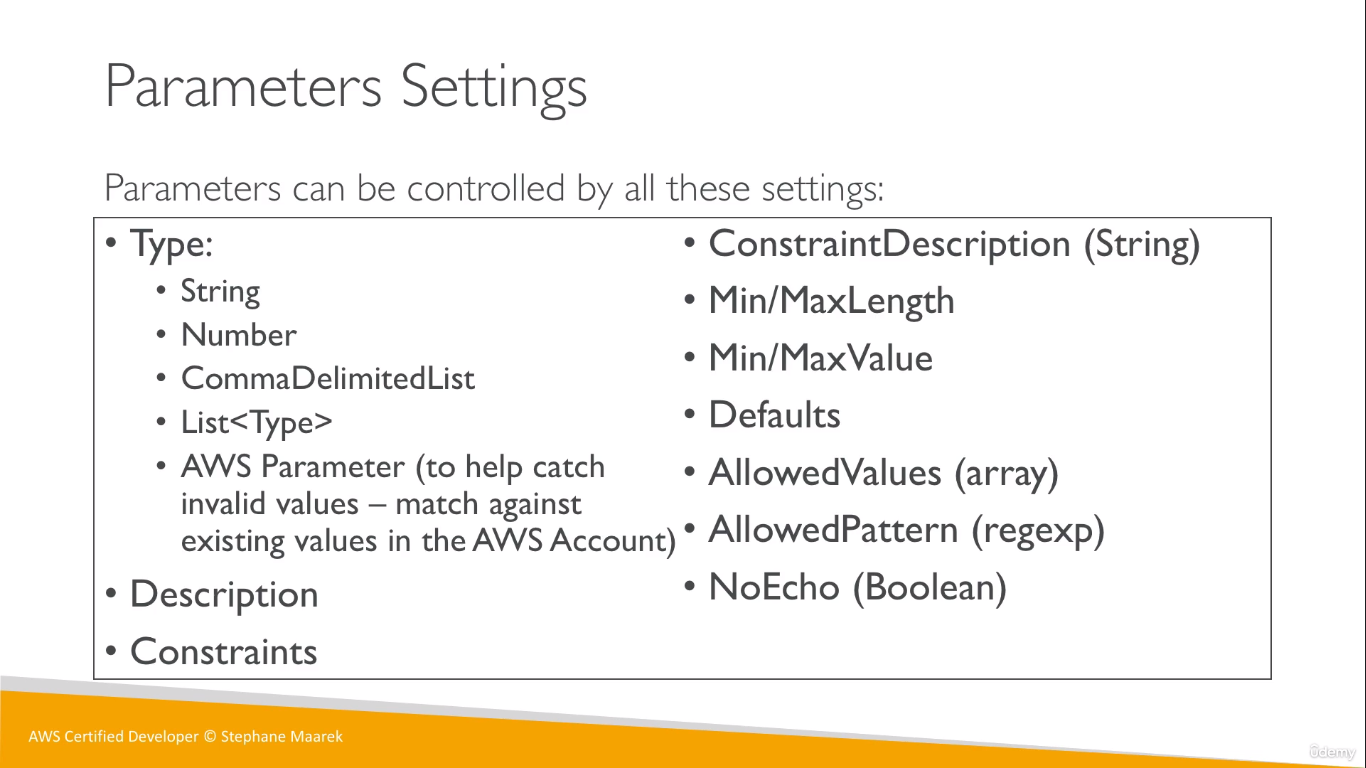 Parameters Settings
Parameters can be controlled by all these settings:
• Type:
• String
• Number
• CommaDelimitedList
• List<Type>
• AWS Parameter (to help catch
invalid values – match against
existing values in the AWS Account)
• Description
• Constraints
• ConstraintDescription (String)
• Min/MaxLength
• Min/MaxValue
• Defaults
• AllowedValues (array)
• AllowedPattern (regexp)
• NoEcho (Boolean)
AWS Certified Developer © Stephane Maarek
ûdemy